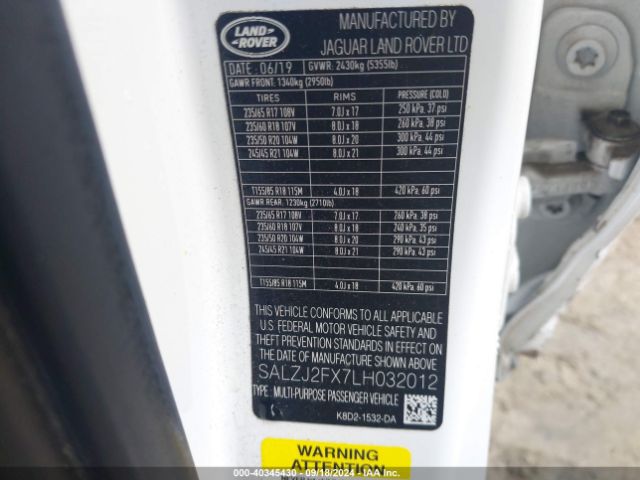 LAND ROVER
MANUFACTURED BY
JAGUAR LAND ROVER LTD
DATE 06/19 GVWR: 2430kg (5355lb)
GAWR FRONT: 1340kg (2950lb)
TIRES RIMS PRESSURE (COLD)
235/65 R17 108V 7.0J x 17 250 kPa, 37 psi
235/60 R18 107V 8.0J x 18 260 kPa, 38 psi
235/50 R20 104W 8.0J x 20 300 kPa, 44 psi
245/45 R21 104W 8.0J x 21 300 kPa, 44 psi
T155/85 R18 115M 4.0J x 18 420 kPa, 60 psi
GAWR REAR: 1230kg (2710lb)
235/65 R17 108V 7.0J x 17 260 kPa, 38 psi
235/60 R18 107V 8.0J x 18 240 kPa, 35 psi
235/50 R20 104W 8.0J x 20 290 kPa, 43 psi
245/45 R21 104W 8.0J x 21 290 kPa, 43 psi
T155/85 R18 115M 4.0J x 18 420 kPa, 60 psi
THIS VEHICLE CONFORMS TO ALL APPLICABLE
U.S. FEDERAL MOTOR VEHICLE SAFETY AND
THEFT PREVENTION STANDARDS IN EFFECT ON
THE DATE OF MANUFACTURE SHOWN ABOVE
SALZJ2FX7LH032012
TYPE: MULTI-PURPOSE PASSENGER VEHICLE
K8D2-1532-DA
WARNING
ATTENTION
000-40345430 - 09/18/2024 - IAA Inc.